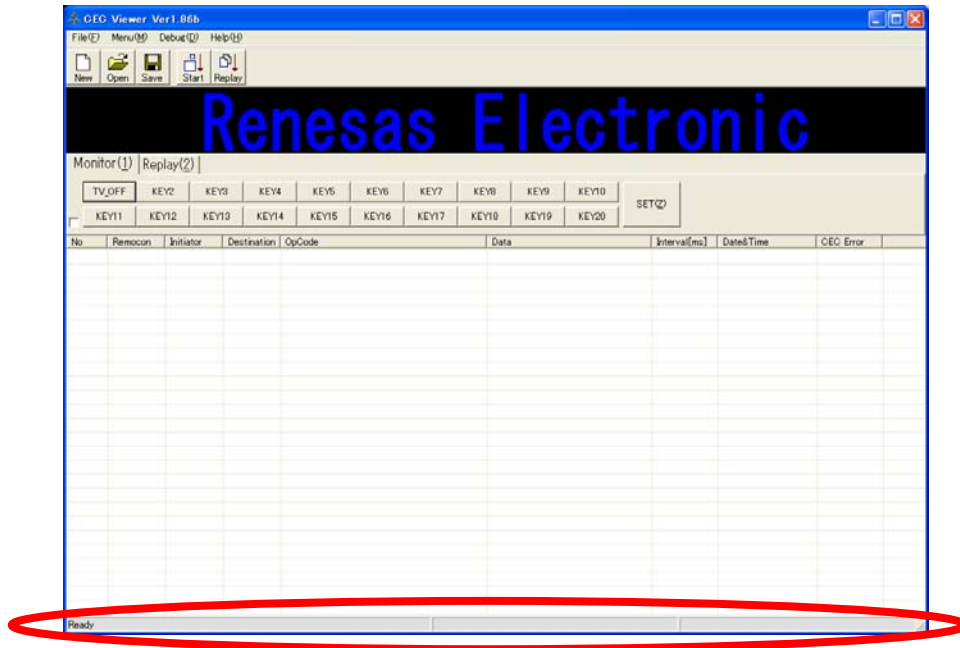 CEC Viewer Ver1.86b
File(F) Menu(M) Debug(D) Help(H)
New Open Save Start Replay
Renesas Electronic
Monitor(1) Replay(2)
TV_OFF KEY2 KEY3 KEY4 KEY5 KEY6 KEY7 KEY8 KEY9 KEY10
SET(Z)
KEY11 KEY12 KEY13 KEY14 KEY15 KEY16 KEY17 KEY18 KEY19 KEY20
No Remocon Initiator Destination OpCode Data Interval[ms] Date&Time CEC Error
Ready